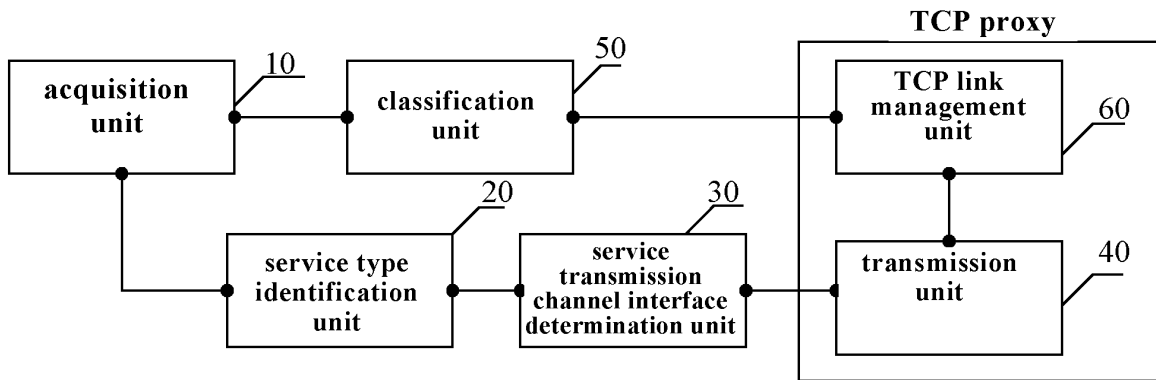 TCP proxy
10
acquisition
unit
50
classification
unit
TCP link
management
unit
60
20
service type
identification
unit
30
service
transmission
channel interface
determination unit
transmission
unit
40